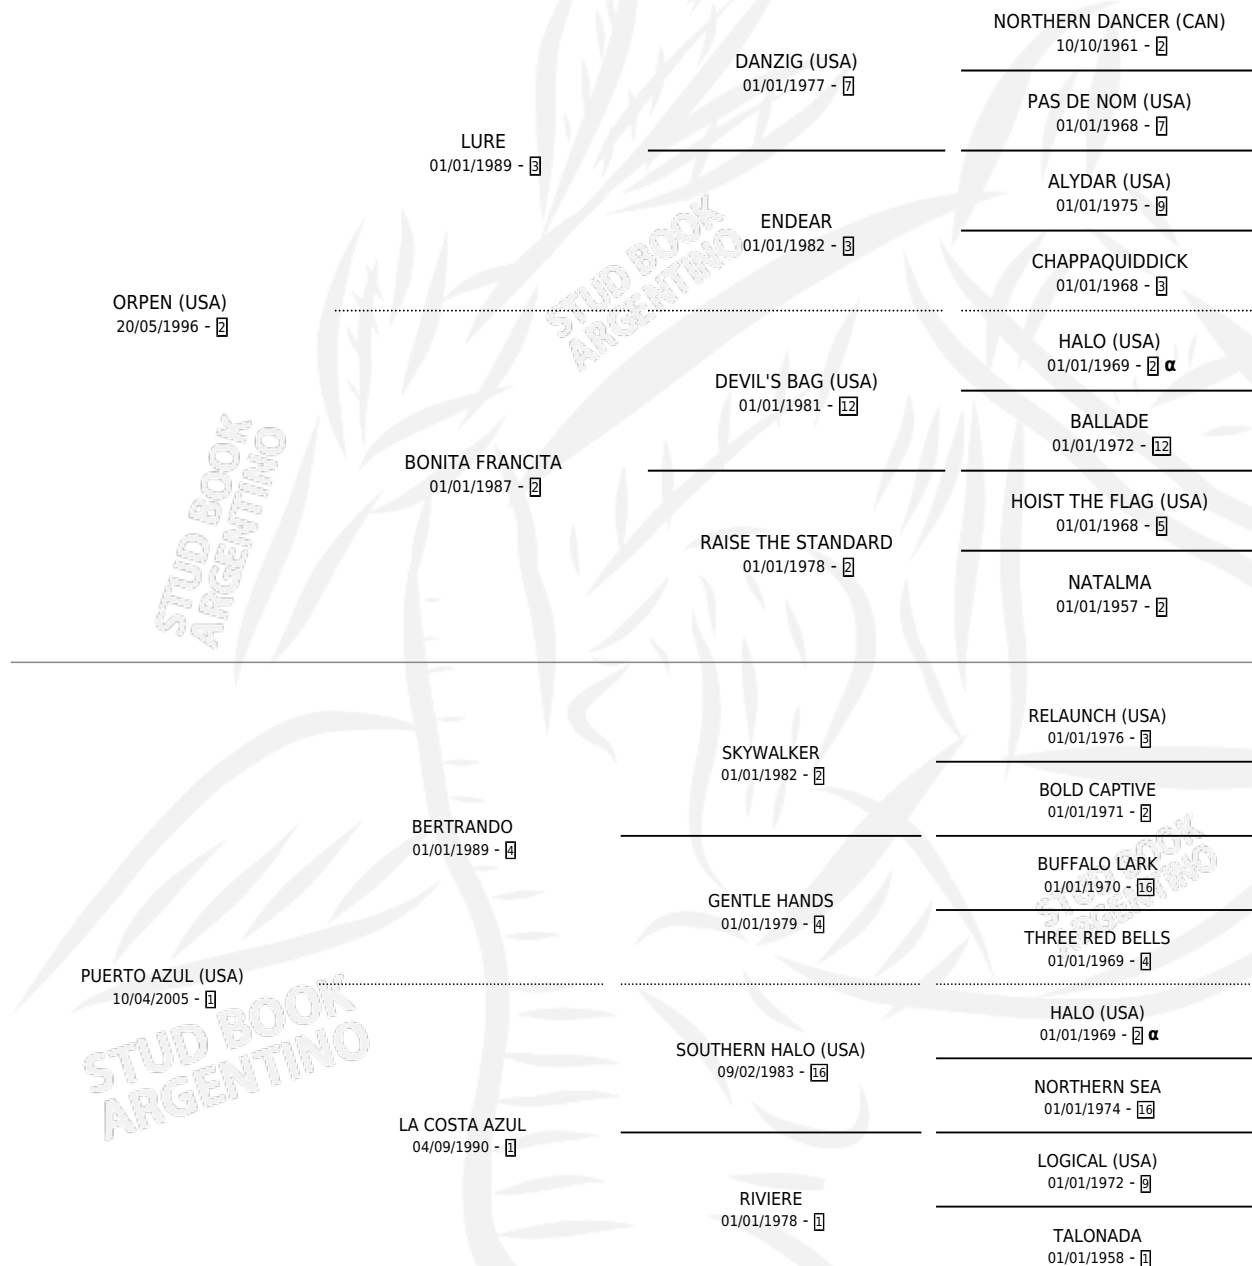 NORTHERN DANCER (CAN)
10/10/1961 - 2
DANZIG (USA)
01/01/1977 - 7
PAS DE NOM (USA)
01/01/1968 - 7
LURE
01/01/1989 - 3
ALYDAR (USA)
01/01/1975 - 9
ENDEAR
01/01/1982 - 3
CHAPPAQUIDDICK
01/01/1968 - 3
STUD BOOK
ARGENTINO
ORPEN (USA)
20/05/1996 - 2
HALO (USA)
01/01/1969 - 2 α
DEVIL'S BAG (USA)
01/01/1981 - 12
BALLADE
01/01/1972 - 12
BONITA FRANCITA
01/01/1987 - 2
HOIST THE FLAG (USA)
01/01/1968 - 5
RAISE THE STANDARD
01/01/1978 - 2
NATALMA
01/01/1957 - 2
STUD BOOK
ARGENTINO
RELAUNCH (USA)
01/01/1976 - 3
SKYWALKER
01/01/1982 - 2
BOLD CAPTIVE
01/01/1971 - 2
BERTRANDO
01/01/1989 - 4
BUFFALO LARK
01/01/1970 - 16
GENTLE HANDS
01/01/1979 - 4
THREE RED BELLS
01/01/1969 - 4
STUD BOOK
ARGENTINO
PUERTO AZUL (USA)
10/04/2005 - 1
HALO (USA)
01/01/1969 - 2 α
SOUTHERN HALO (USA)
09/02/1983 - 16
NORTHERN SEA
01/01/1974 - 16
LA COSTA AZUL
04/09/1990 - 1
LOGICAL (USA)
01/01/1972 - 9
RIVIERE
01/01/1978 - 1
TALONADA
01/01/1958 - 1
STUD BOOK
ARGENTINO